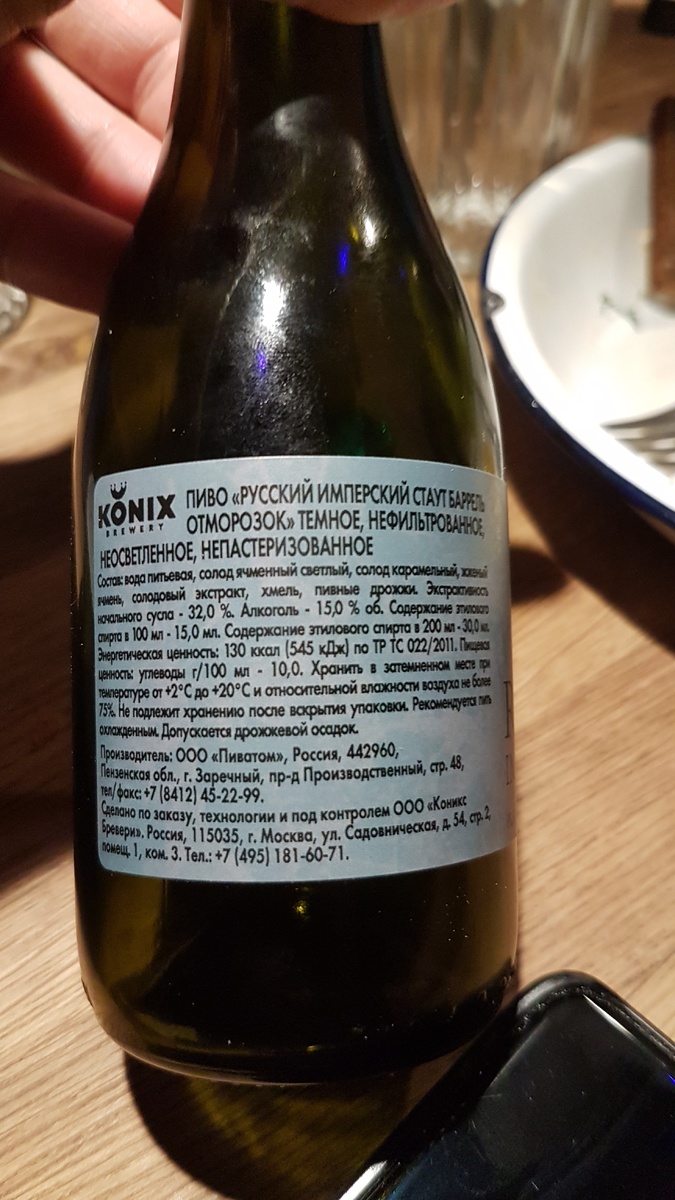 KONIX
BREWERY
ПИВО «РУССКИЙ ИМПЕРСКИЙ СТАУТ БАРРЕЛЬ
ОТМОРОЗОК» ТЕМНОЕ, НЕФИЛЬТРОВАННОЕ,
НЕОСВЕТЛЕННОЕ, НЕПАСТЕРИЗОВАННОЕ
Состав: вода питьевая, солод ячменный светлый, солод карамельный, жженый
ячмень, солодовый экстракт, хмель, пивные дрожжи. Экстрактивность
начального сусла - 32,0 %. Алкоголь - 15,0 % об. Содержание этилового
спирта в 100 мл - 15,0 мл. Содержание этилового спирта в 200 мл - 30,0 мл.
Энергетическая ценность: 130 ккал (545 кДж) по ТР ТС 022/2011. Пищевая
ценность: углеводы г/100 мл - 10,0. Хранить в затемненном месте при
температуре от +2°С до +20°С и относительной влажности воздуха не более
75%. Не подлежит хранению после вскрытия упаковки. Рекомендуется пить
охлажденным. Допускается дрожжевой осадок.
Производитель: ООО «Пиватом», Россия, 442960,
Пензенская обл., г. Заречный, пр-д Производственный, стр. 48,
тел/факс: +7 (8412) 45-22-99.
Сделано по заказу, технологии и под контролем ООО «Коникс
Бревери». Россия, 115035, г. Москва, ул. Садовническая, д. 54, стр. 2,
помещ. 1, ком. 3. Тел.: +7 (495) 181-60-71.